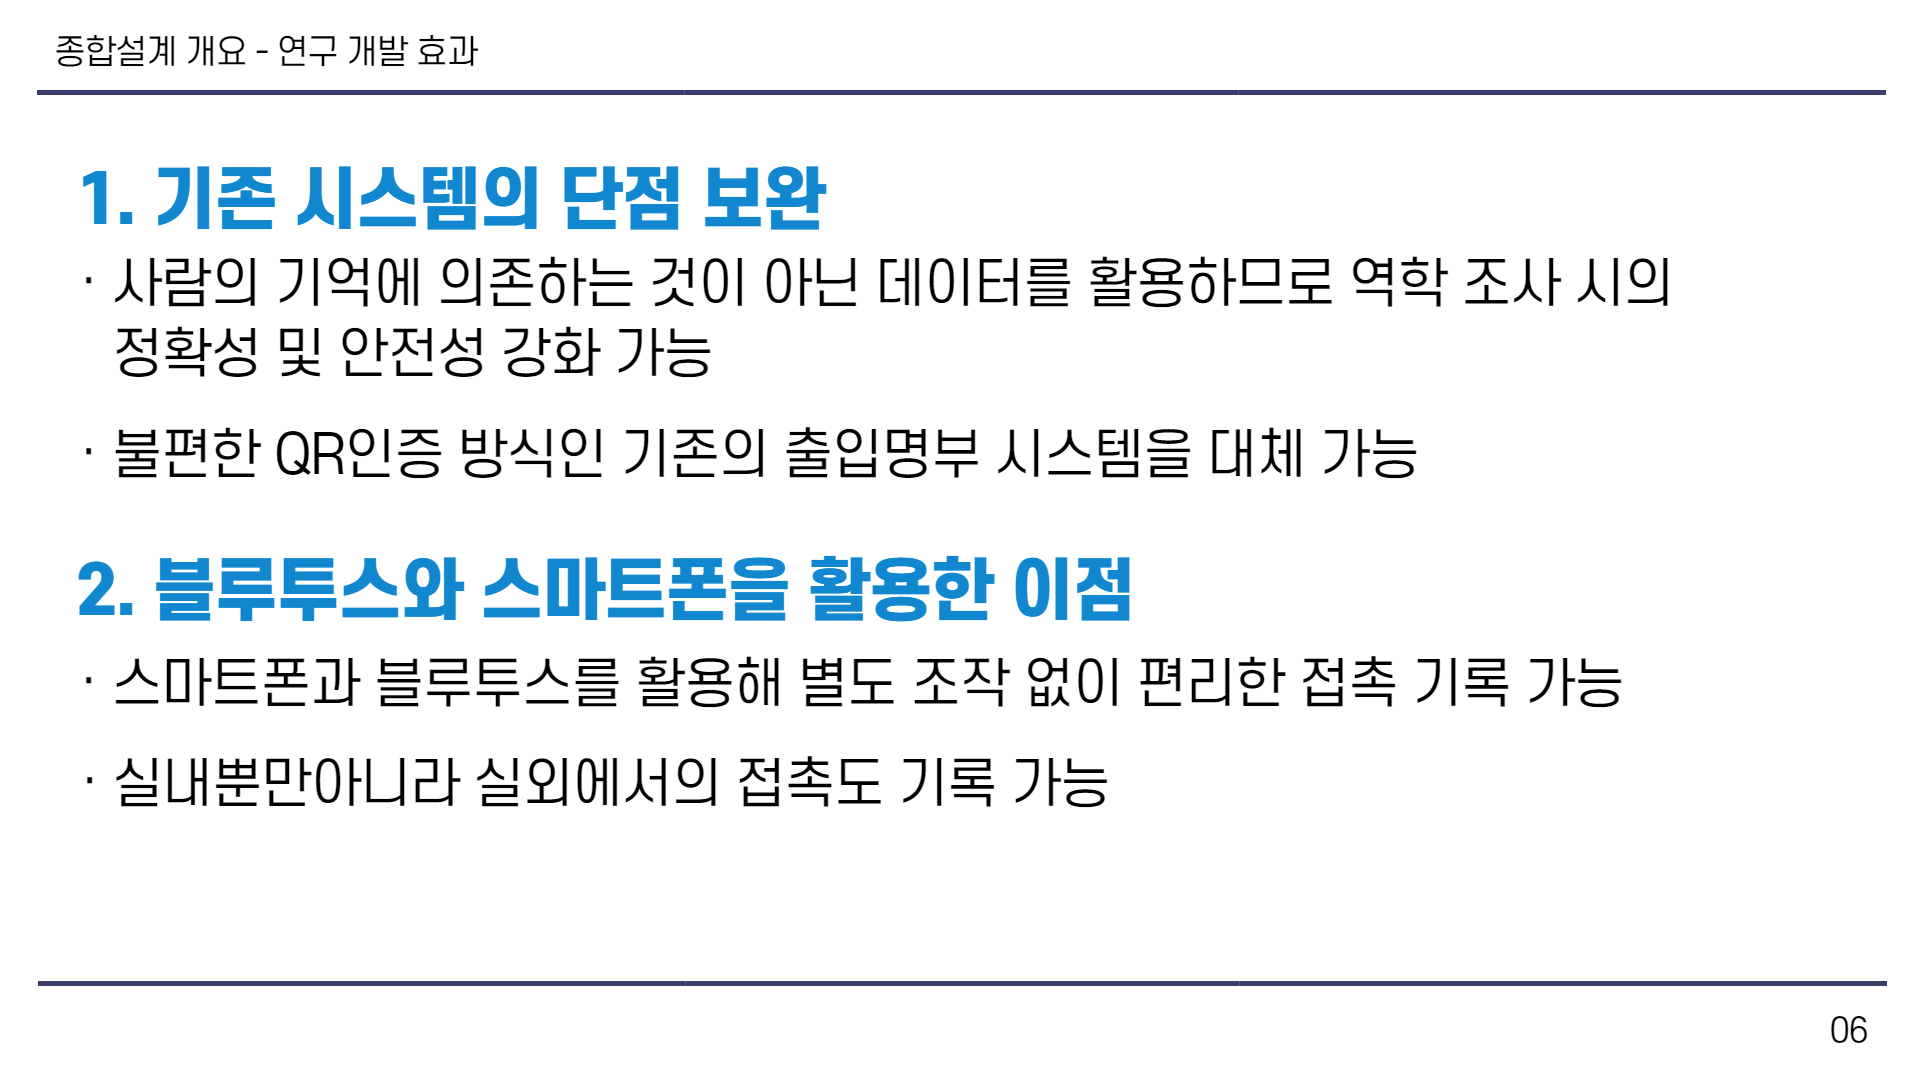 종합설계 개요 - 연구 개발 효과
1. 기존 시스템의 단점 보완
· 사람의 기억에 의존하는 것이 아닌 데이터를 활용하므로 역학 조사 시의
정확성 및 안전성 강화 가능
· 불편한 QR인증 방식인 기존의 출입명부 시스템을 대체 가능
2. 블루투스와 스마트폰을 활용한 이점
· 스마트폰과 블루투스를 활용해 별도 조작 없이 편리한 접촉 기록 가능
· 실내뿐만아니라 실외에서의 접촉도 기록 가능
06